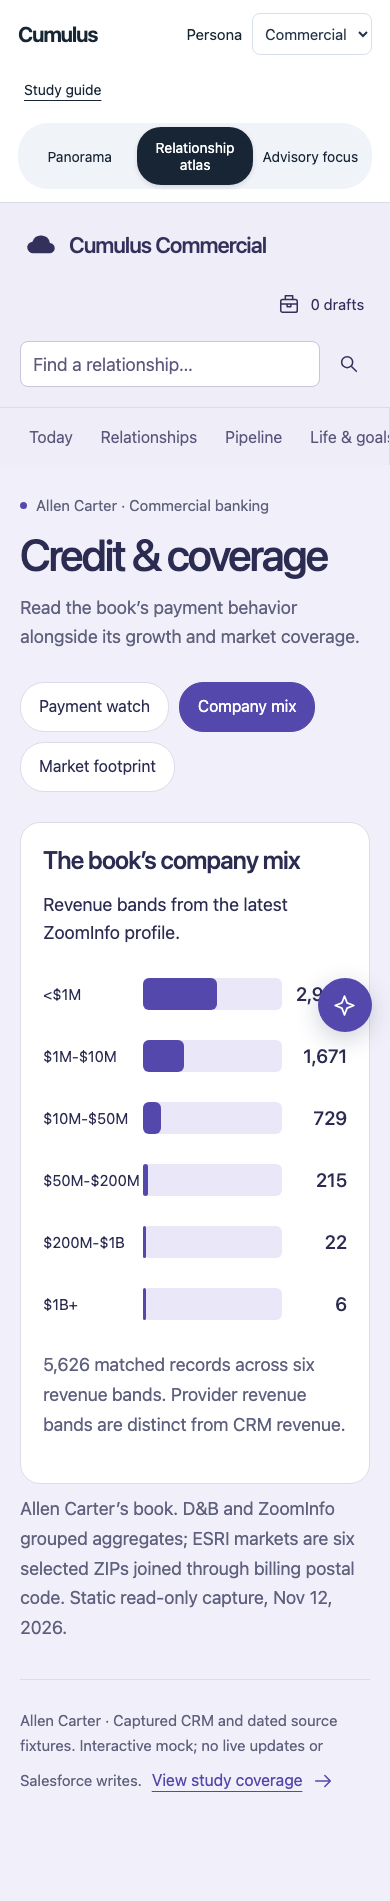 Cumulus
Persona
Commercial
Study guide
Panorama
Relationship
atlas
Advisory focus
Cumulus Commercial
0 drafts
Find a relationship...
Today Relationships Pipeline Life & goals
Allen Carter · Commercial banking
Credit & coverage
Read the book’s payment behavior
alongside its growth and market coverage.
Payment watch
Company mix
Market footprint
The book’s company mix
Revenue bands from the latest
ZoomInfo profile.
<$1M
$1M-$10M 1,671
$10M-$50M 729
$50M-$200M 215
$200M-$1B 22
$1B+ 6
5,626 matched records across six
revenue bands. Provider revenue
bands are distinct from CRM revenue.
Allen Carter’s book. D&B and ZoomInfo
grouped aggregates; ESRI markets are six
selected ZIPs joined through billing postal
code. Static read-only capture, Nov 12,
2026.
Allen Carter · Captured CRM and dated source
fixtures. Interactive mock; no live updates or
Salesforce writes. View study coverage →